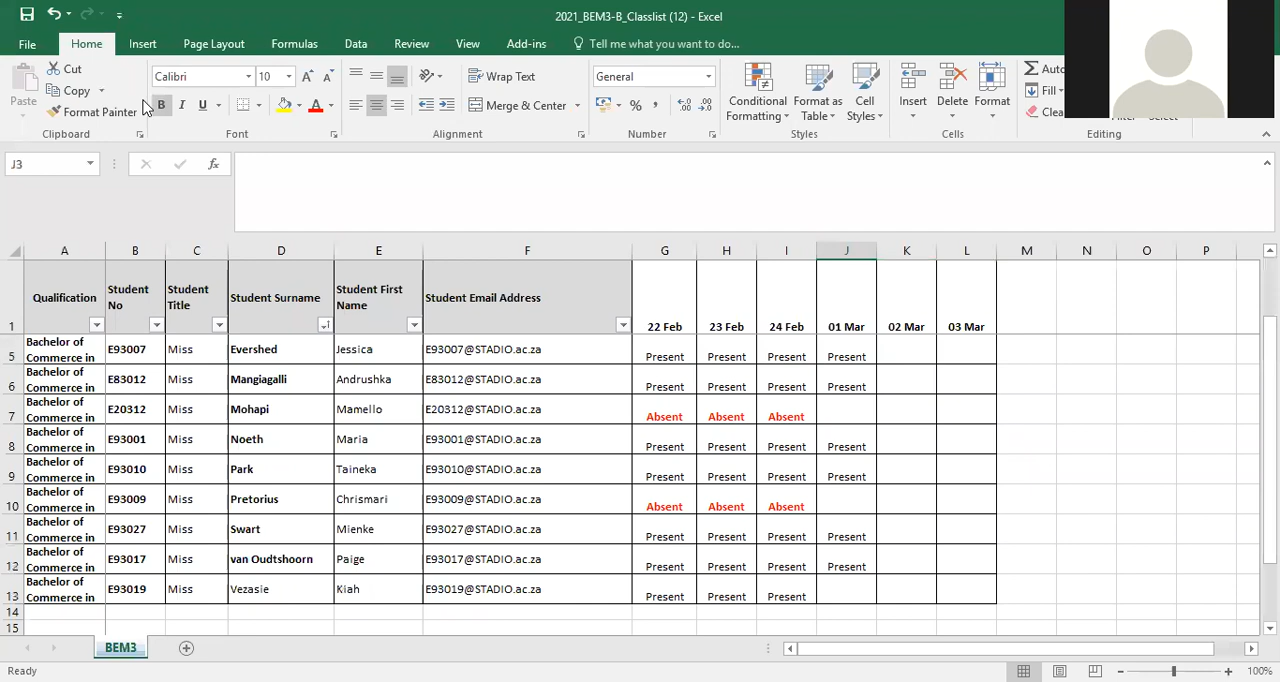 2021_BEM3-B_Classlist (12) - Excel
File Home Insert Page Layout Formulas Data Review View Add-ins Tell me what you want to do...
Cut
Copy
Format Painter
Paste
Clipboard
Calibri 10
B I U
Font
Wrap Text
Merge & Center
Alignment
General
%
Number
Conditional Formatting
Format as Table
Cell Styles
Styles
Insert Delete Format
Cells
Fill
Editing
J3 fx
A B C D E F G H I J K L M N O P
1 Qualification Student No Student Title Student Surname Student First Name Student Email Address 22 Feb 23 Feb 24 Feb 01 Mar 02 Mar 03 Mar
5 Bachelor of Commerce in E93007 Miss Evershed Jessica E93007@STADIO.ac.za Present Present Present Present
6 Bachelor of Commerce in E83012 Miss Mangiagalli Andrushka E83012@STADIO.ac.za Present Present Present Present
7 Bachelor of Commerce in E20312 Miss Mohapi Mamello E20312@STADIO.ac.za Absent Absent Absent
8 Bachelor of Commerce in E93001 Miss Noeth Maria E93001@STADIO.ac.za Present Present Present Present
9 Bachelor of Commerce in E93010 Miss Park Taineka E93010@STADIO.ac.za Present Present Present Present
10 Bachelor of Commerce in E93009 Miss Pretorius Chrismari E93009@STADIO.ac.za Absent Absent Absent
11 Bachelor of Commerce in E93027 Miss Swart Mienke E93027@STADIO.ac.za Present Present Present Present
12 Bachelor of Commerce in E93017 Miss van Oudtshoorn Paige E93017@STADIO.ac.za Present Present Present Present
13 Bachelor of Commerce in E93019 Miss Vezasie Kiah E93019@STADIO.ac.za Present Present Present
14
15
BEM3
Ready 100%